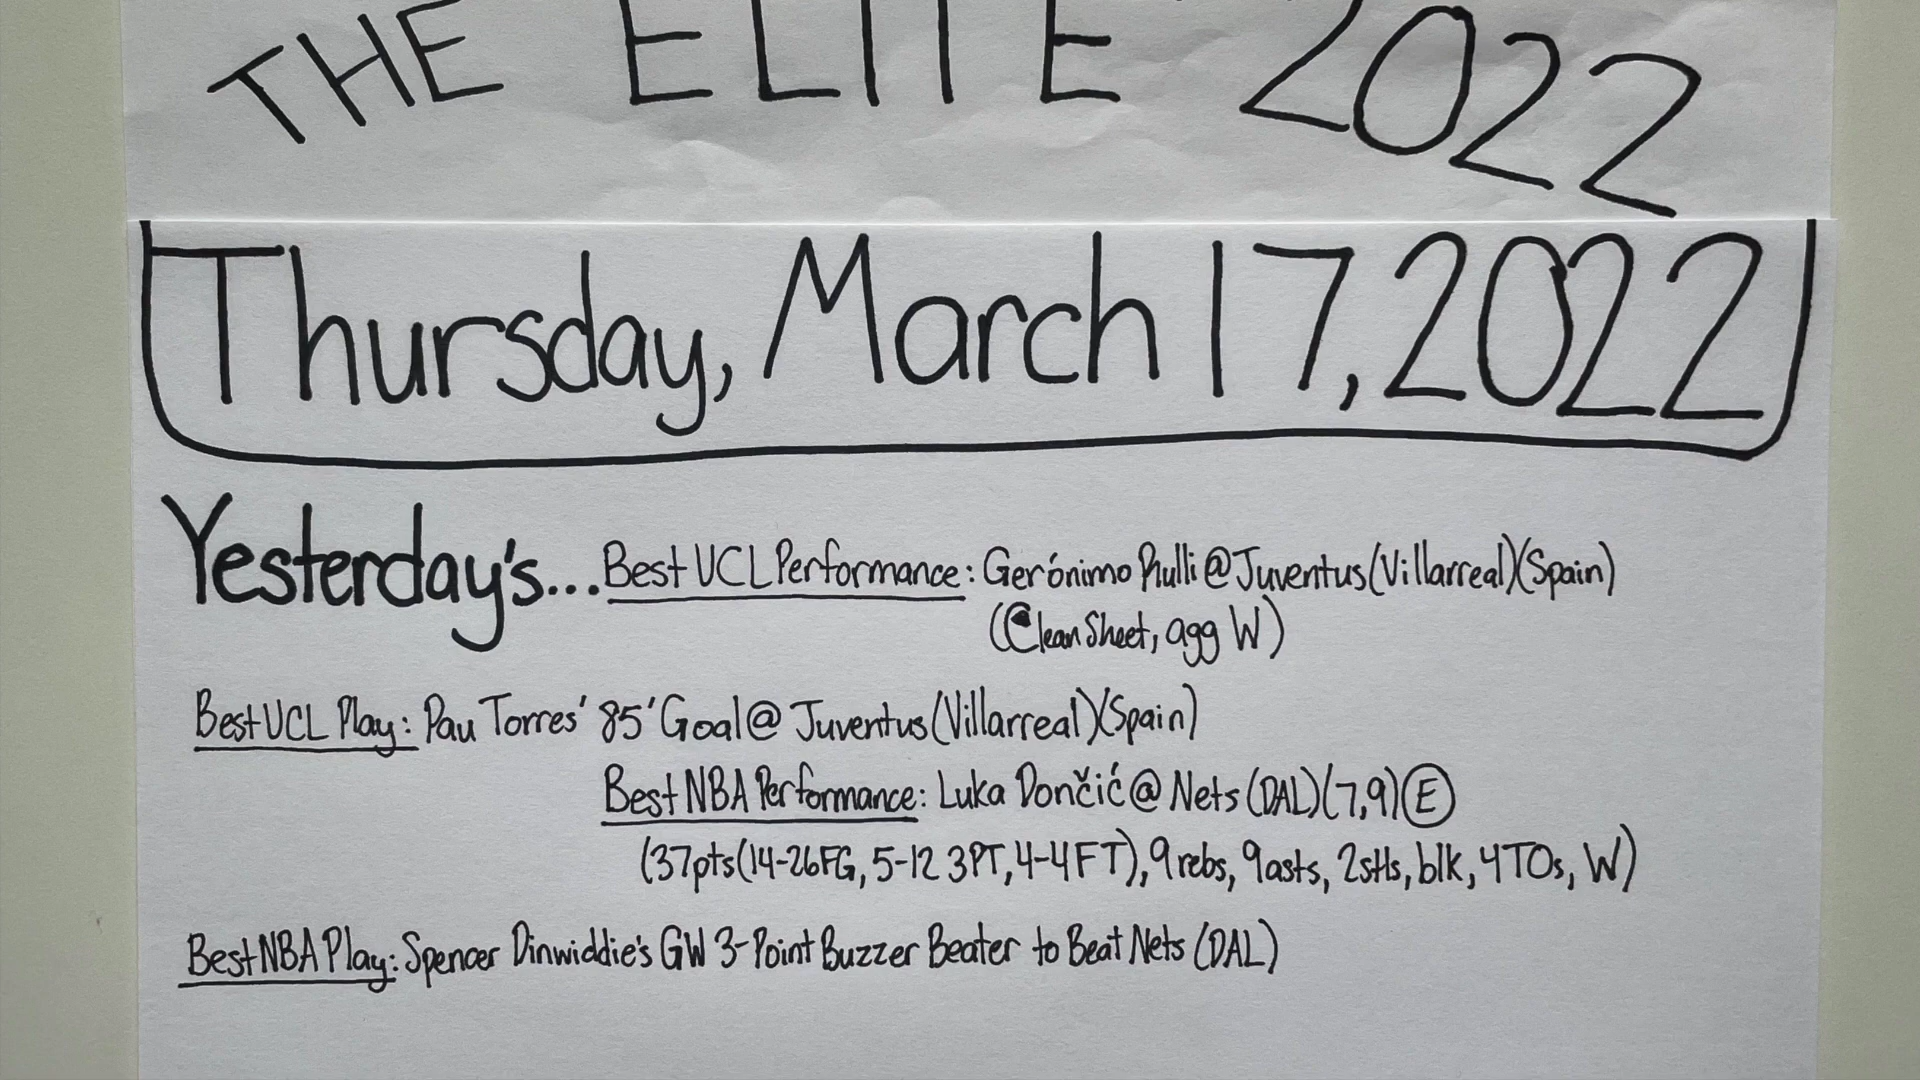 THE ELITE 2022
Thursday, March 17, 2022
Yesterday's... Best UCL Performance: Gerónimo Rulli @ Juventus (Villarreal)(Spain)
(Clean Sheet, agg W)
Best UCL Play: Pau Torres' 85' Goal @ Juventus (Villarreal)(Spain)
Best NBA Performance: Luka Dončić @ Nets (DAL)(7,9) Ⓔ
(37pts(14-26FG, 5-12 3PT, 4-4FT), 9rebs, 9asts, 2stls, blk, 4TOs, W)
Best NBA Play: Spencer Dinwiddie's GW 3-Point Buzzer Beater to Beat Nets (DAL)